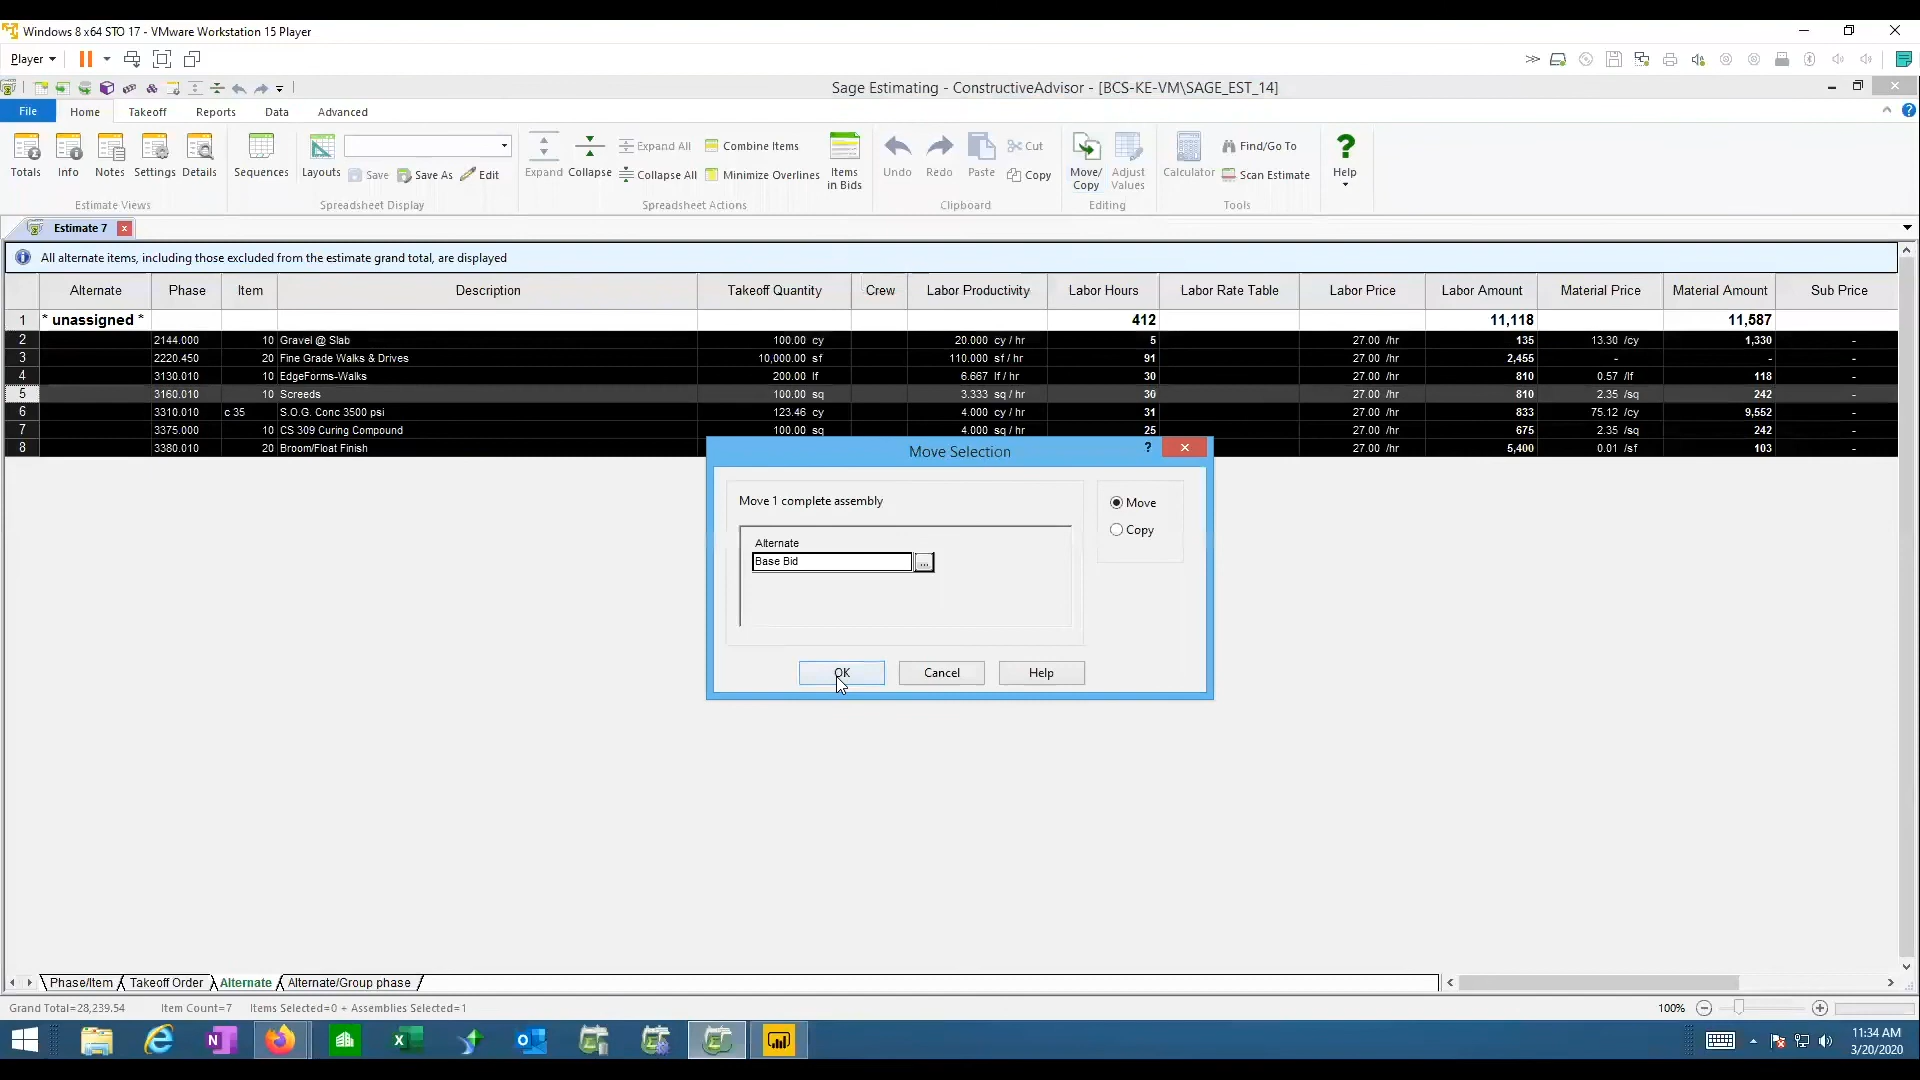 Windows 8 x64 STO 17 - VMware Workstation 15 Player
Player
Sage Estimating - ConstructiveAdvisor - [BCS-KE-VM\SAGE_EST_14]
File Home Takeoff Reports Data Advanced
Totals Info Notes Settings Details
Estimate Views
Sequences Layouts Save Save As Edit
Spreadsheet Display
Expand Collapse Expand All Collapse All Combine Items Minimize Overlines Items in Bids
Spreadsheet Actions
Undo Redo Paste Cut Copy
Clipboard
Move/ Copy Adjust Values
Editing
Calculator Find/Go To Scan Estimate
Tools
Help
Estimate 7 x
All alternate items, including those excluded from the estimate grand total, are displayed
Alternate Phase Item Description Takeoff Quantity Crew Labor Productivity Labor Hours Labor Rate Table Labor Price Labor Amount Material Price Material Amount Sub Price
1 * unassigned * 412 11,118 11,587
2 2144.000 10 Gravel @ Slab 100.00 cy 20.000 cy / hr 5 27.00 /hr 135 13.30 /cy 1,330 -
3 2220.450 20 Fine Grade Walks & Drives 10,000.00 sf 110.000 sf / hr 91 27.00 /hr 2,455 - - -
4 3130.010 10 EdgeForms-Walks 200.00 lf 6.667 lf / hr 30 27.00 /hr 810 0.57 /lf 118 -
5 3160.010 10 Screeds 100.00 sq 3.333 sq / hr 30 27.00 /hr 810 2.35 /sq 242 -
6 3310.010 c 35 S.O.G. Conc 3500 psi 123.46 cy 4.000 cy / hr 31 27.00 /hr 833 75.12 /cy 9,552 -
7 3375.000 10 CS 309 Curing Compound 100.00 sq 4.000 sq / hr 25 27.00 /hr 675 2.35 /sq 242 -
8 3380.010 20 Broom/Float Finish 27.00 /hr 5,400 0.01 /sf 103 -
Move Selection ?
Move 1 complete assembly
Move
Copy
Alternate
Base Bid ...
OK Cancel Help
Phase/Item Takeoff Order Alternate Alternate/Group phase
Grand Total=28,239.54 Item Count=7 Items Selected=0 + Assemblies Selected=1 100%
11:34 AM
3/20/2020